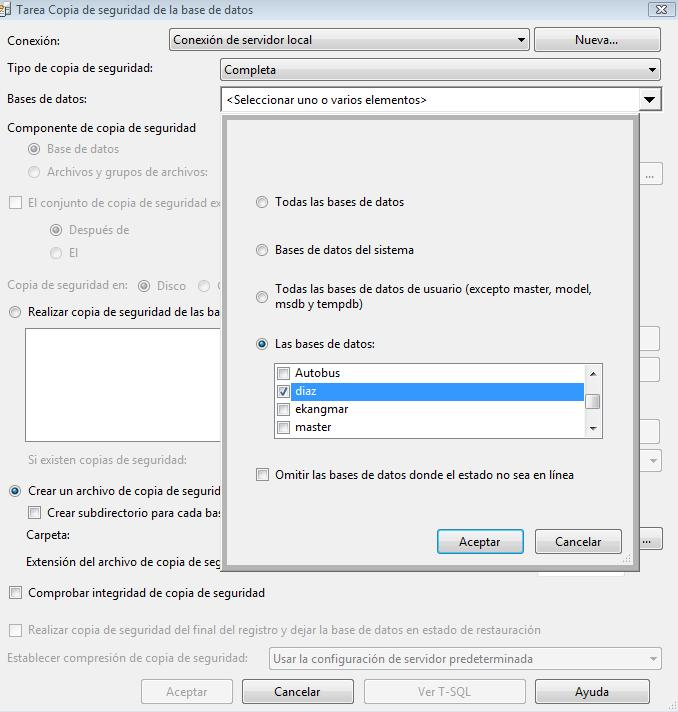 Tarea Copia de seguridad de la base de datos
Conexión:
Conexión de servidor local
Nueva...
Tipo de copia de seguridad:
Completa
Bases de datos:
<Seleccionar uno o varios elementos>
Componente de copia de seguridad
Base de datos
Archivos y grupos de archivos:
...
El conjunto de copia de seguridad ex
Después de
El
Copia de seguridad en:
Disco
Realizar copia de seguridad de las ba
Si existen copias de seguridad:
Crear un archivo de copia de segurid
Crear subdirectorio para cada bas
Carpeta:
...
Extensión del archivo de copia de seg
Todas las bases de datos
Bases de datos del sistema
Todas las bases de datos de usuario (excepto master, model,
msdb y tempdb)
Las bases de datos:
Autobus
diaz
ekangmar
master
Omitir las bases de datos donde el estado no sea en línea
Aceptar
Cancelar
Comprobar integridad de copia de seguridad
Realizar copia de seguridad del final del registro y dejar la base de datos en estado de restauración
Establecer compresión de copia de seguridad:
Usar la configuración de servidor predeterminada
Aceptar
Cancelar
Ver T-SQL
Ayuda